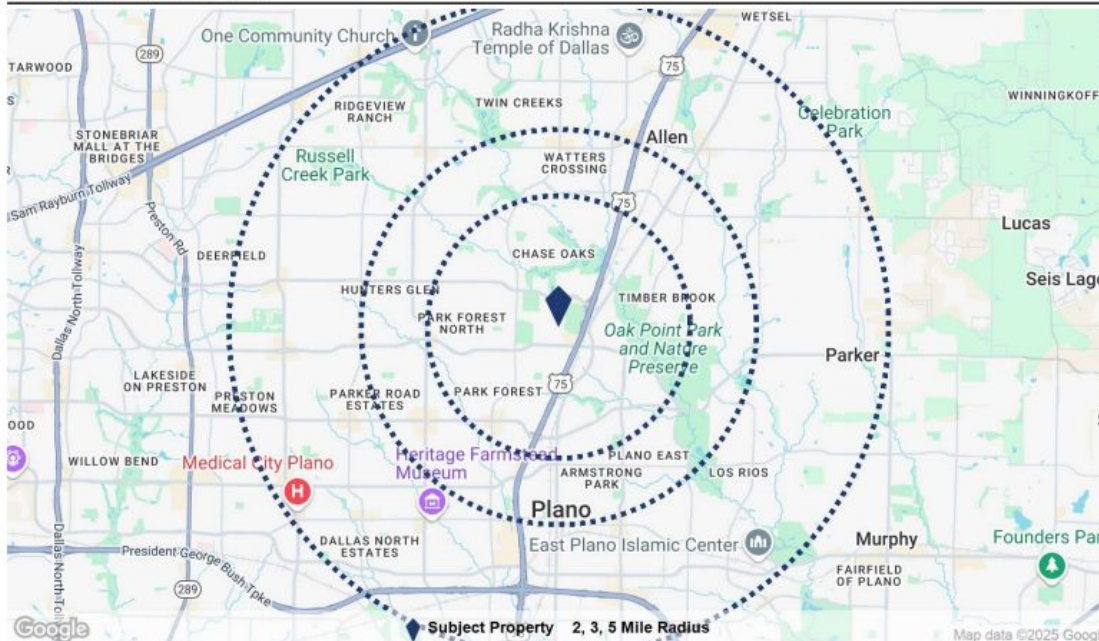 WETSEL
One Community Church
Radha Krishna
Temple of Dallas
289
75
TARWOOD
TWIN CREEKS
WINNINGKOFF
RIDGEVIEW
RANCH
Celebration
Park
STONEBRIAR
MALL AT THE
BRIDGES
Allen
Russell
Creek Park
WATTERS
CROSSING
75
Sam Rayburn Tollway
Preston Rd
Lucas
DEERFIELD
CHASE OAKS
Dallas North Tollway
HUNTERS GLEN
TIMBER BROOK
Seis Lago
PARK FOREST
NORTH
Oak Point Park
and Nature
Preserve
Parker
LAKESIDE
ON PRESTON
75
PRESTON
MEADOWS
PARKER ROAD
ESTATES
PARK FOREST
OOD
WILLOW BEND
Medical City Plano
H
Heritage Farmstead
Museum
PLANO EAST
ARMSTRONG
PARK
LOS RIOS
Plano
DALLAS NORTH
ESTATES
East Plano Islamic Center
Murphy
Founders Par
President George Bush Tpke
FAIRFIELD
OF PLANO
Dallas North Toll
289
Google
Subject Property 2, 3, 5 Mile Radius
Map data ©2025 Googl